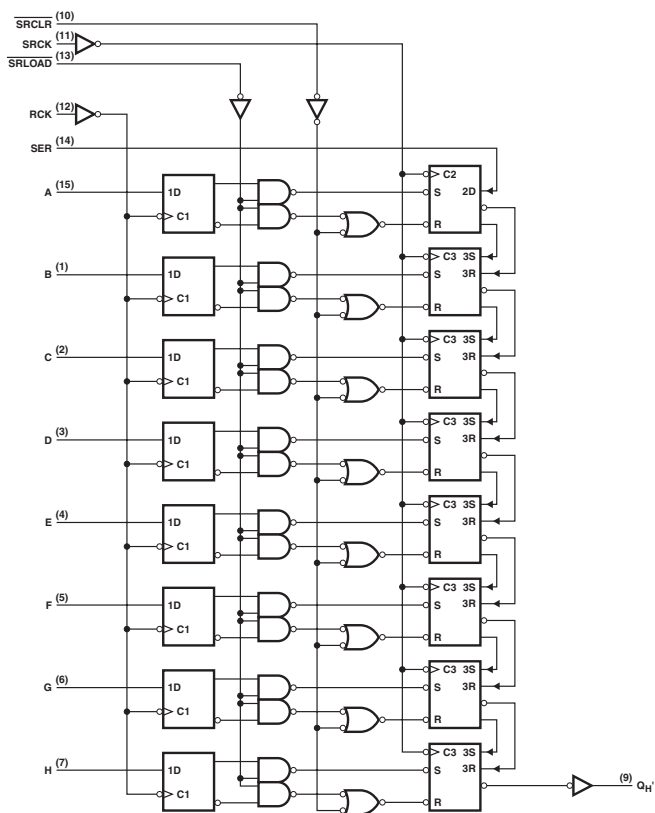 SRCLR (10)
SRCK (11)
SRLOAD (13)
RCK (12)
SER (14)
C2
2D
A (15) 1D S
C1 R
C3 3S
3R
B (1) 1D S
C1 R
C3 3S
3R
C (2) 1D S
C1 R
C3 3S
3R
D (3) 1D S
C1 R
C3 3S
3R
E (4) 1D S
C1 R
C3 3S
3R
F (5) 1D S
C1 R
C3 3S
3R
G (6) 1D S
C1 R
C3 3S
3R
H (7) 1D S
C1 R
(9) QH'